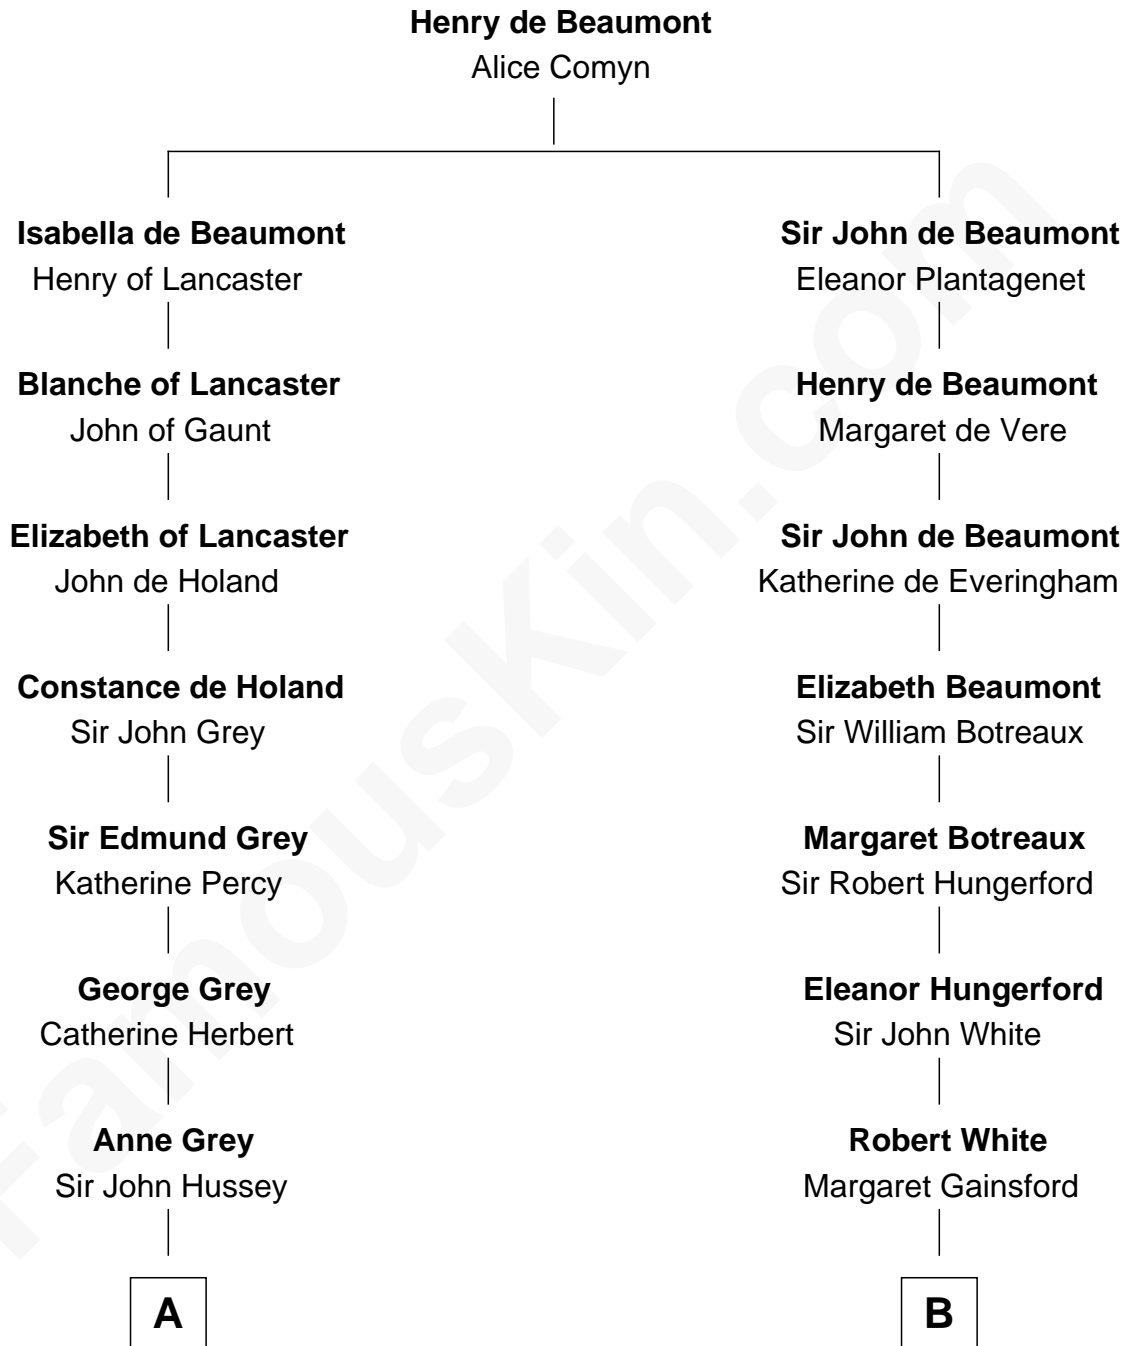 Henry de Beaumont
Alice Comyn
Isabella de Beaumont
Henry of Lancaster
Sir John de Beaumont
Eleanor Plantagenet
Blanche of Lancaster
John of Gaunt
Henry de Beaumont
Margaret de Vere
Elizabeth of Lancaster
John de Holand
Sir John de Beaumont
Katherine de Everingham
Constance de Holand
Sir John Grey
Elizabeth Beaumont
Sir William Botreaux
Sir Edmund Grey
Katherine Percy
Margaret Botreaux
Sir Robert Hungerford
George Grey
Catherine Herbert
Eleanor Hungerford
Sir John White
Anne Grey
Sir John Hussey
Robert White
Margaret Gainsford
A
B
FamousKin.com